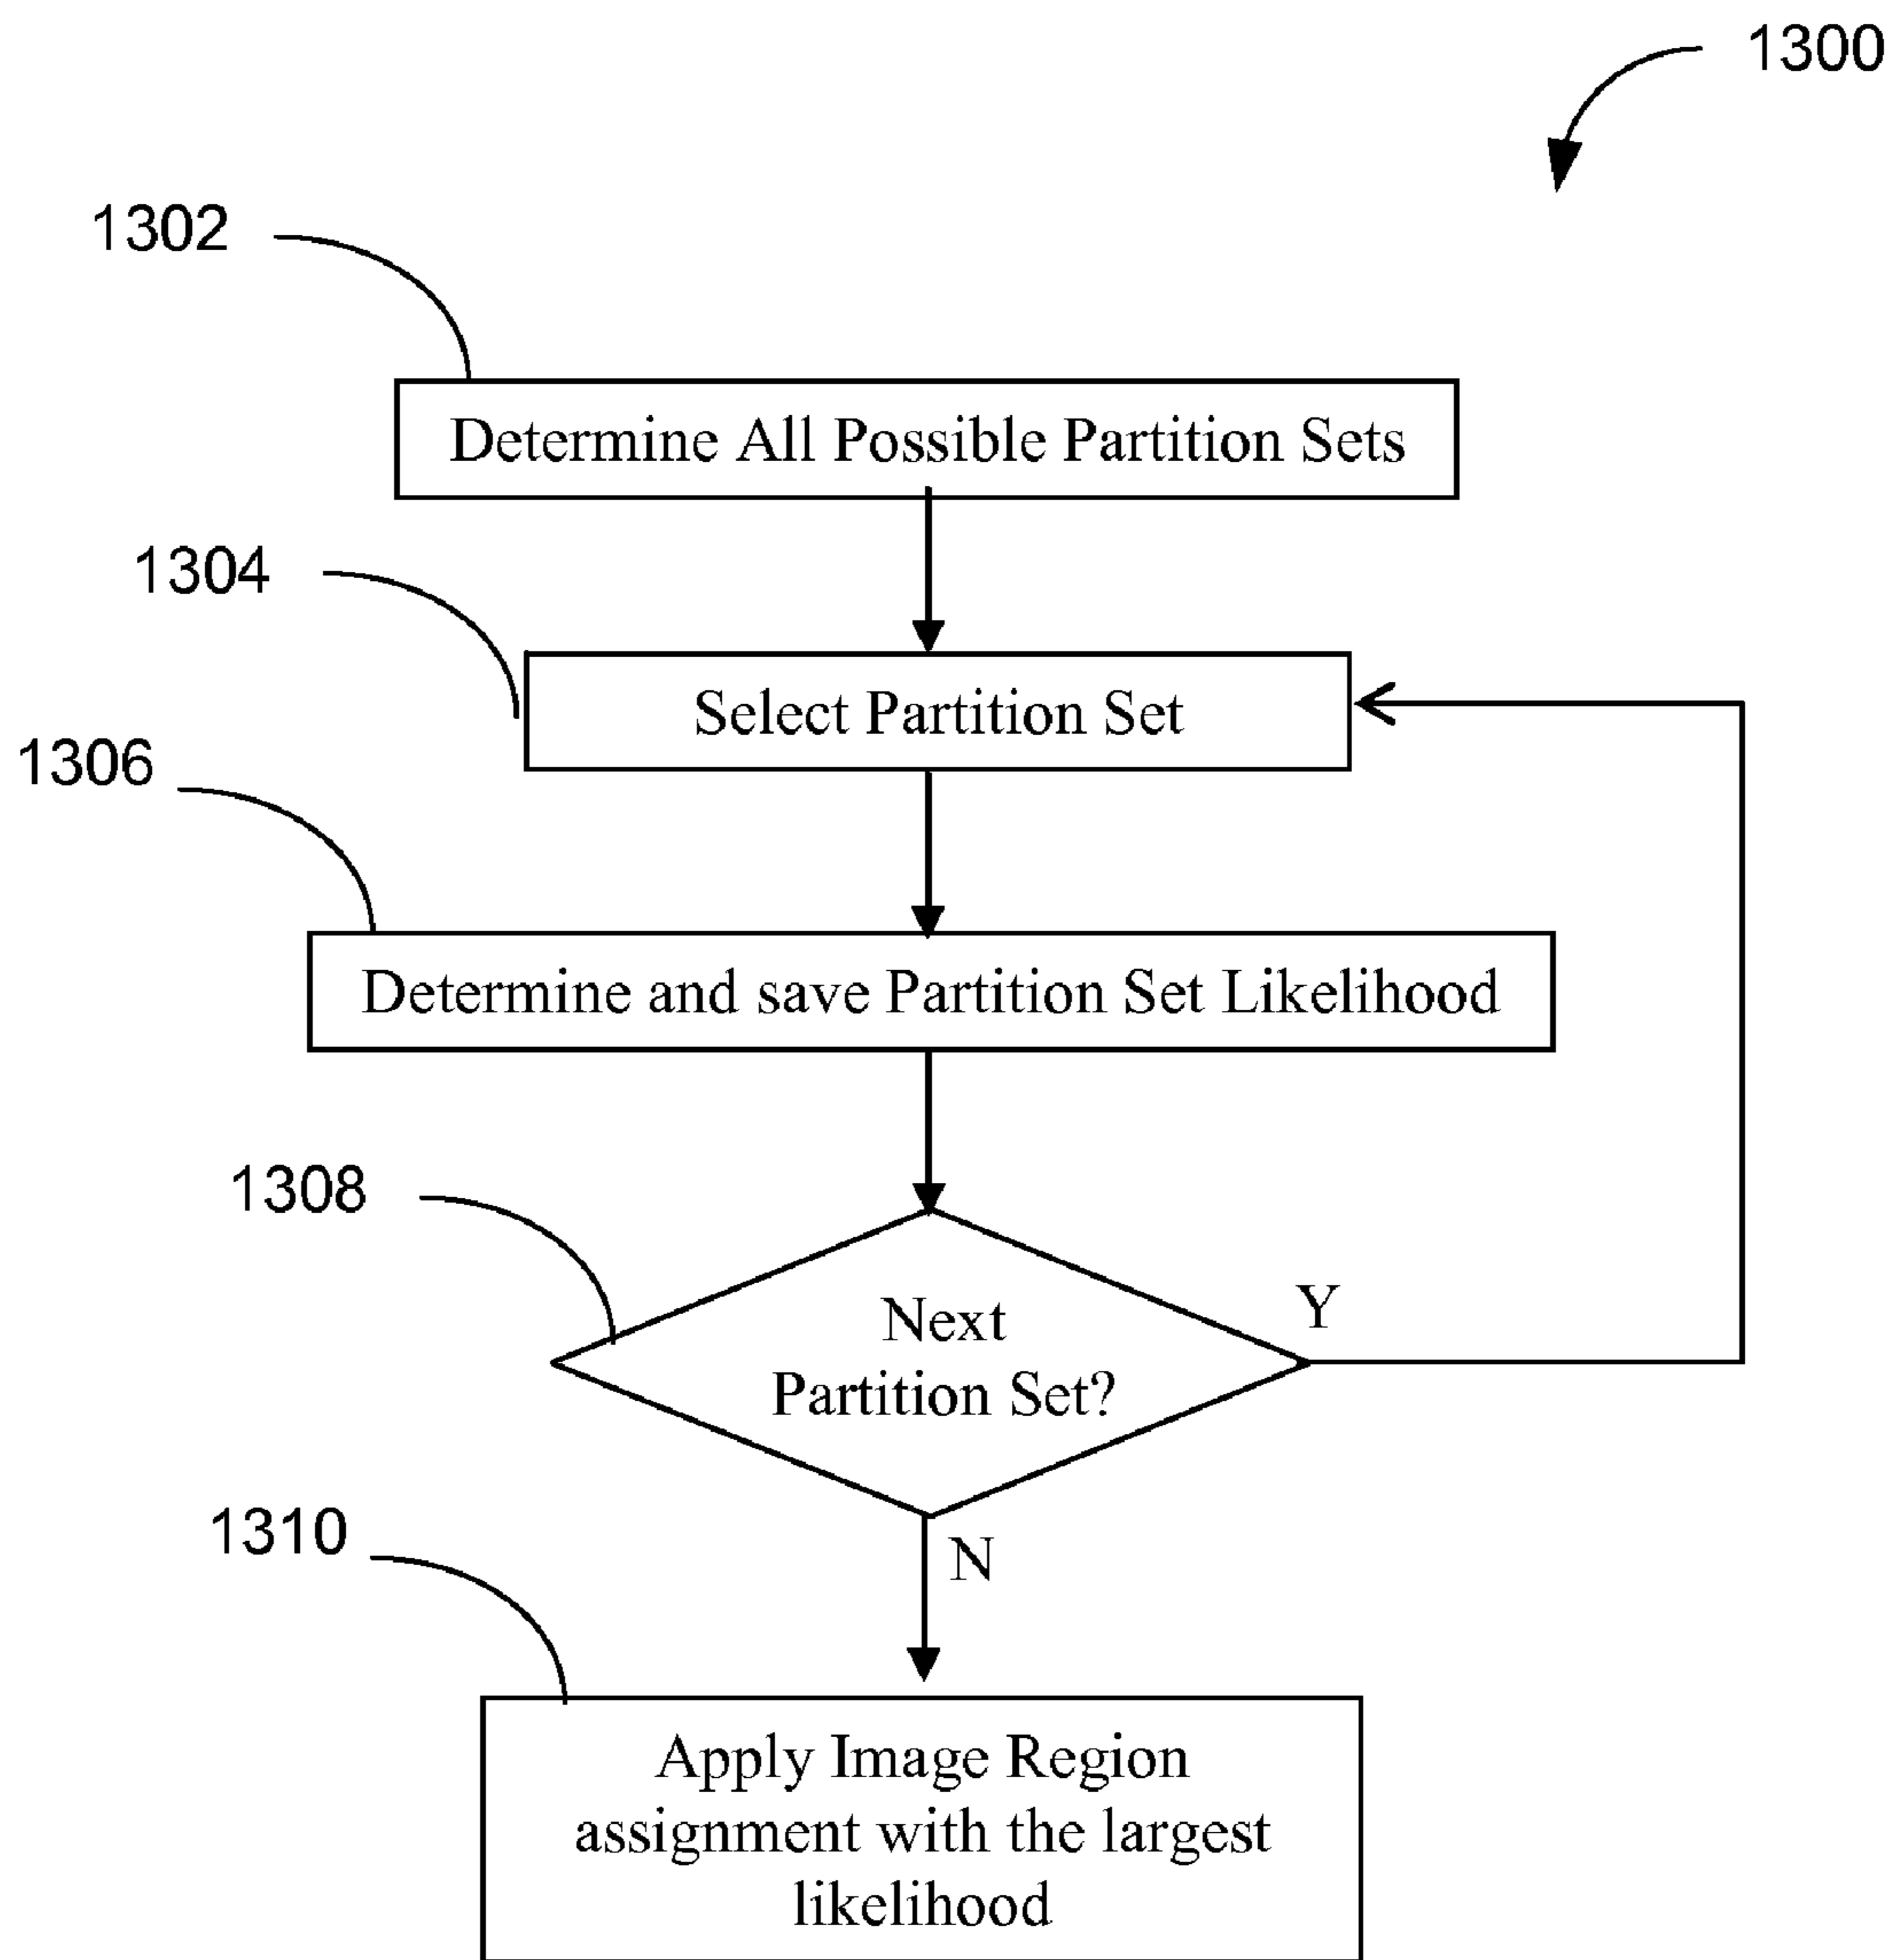 1300
1302
Determine All Possible Partition Sets
1304
Select Partition Set
1306
Determine and save Partition Set Likelihood
1308
Next
Partition Set?
Y
N
1310
Apply Image Region
assignment with the largest
likelihood